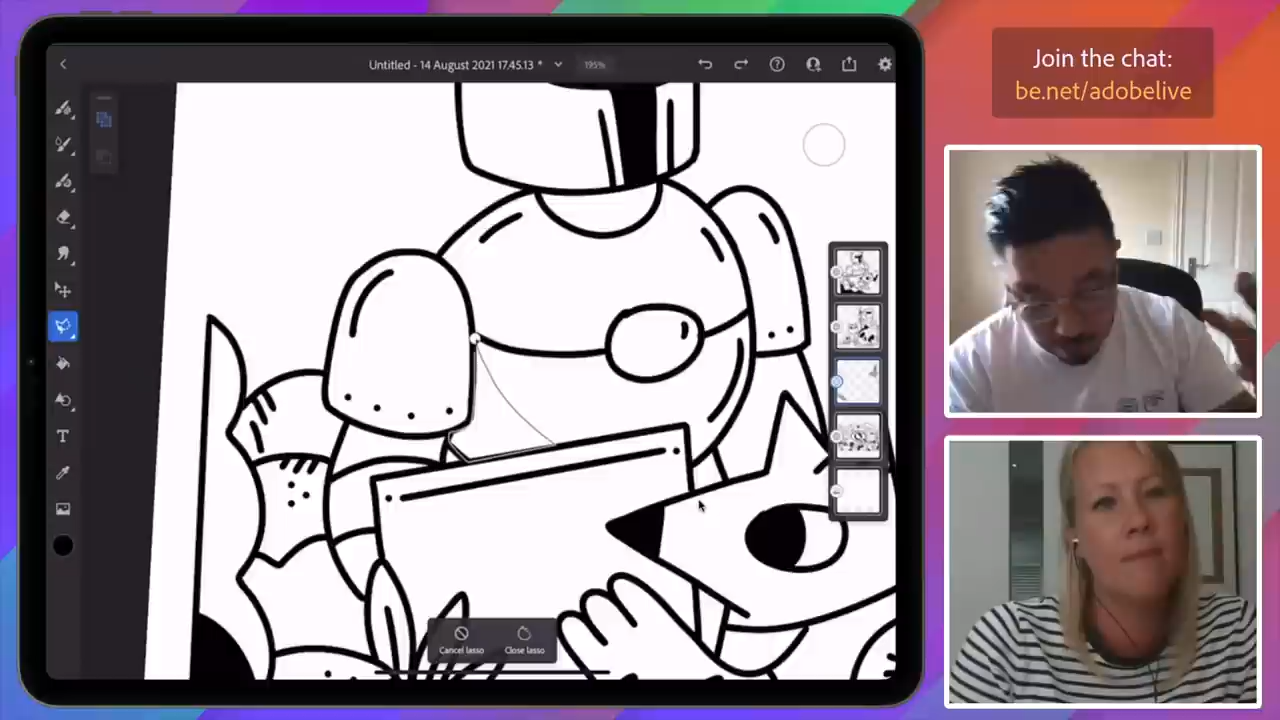 Untitled - 14 August 2021 17.45.13 *
195%
Join the chat:
be.net/adobelive
T
Cancel lasso
Close lasso